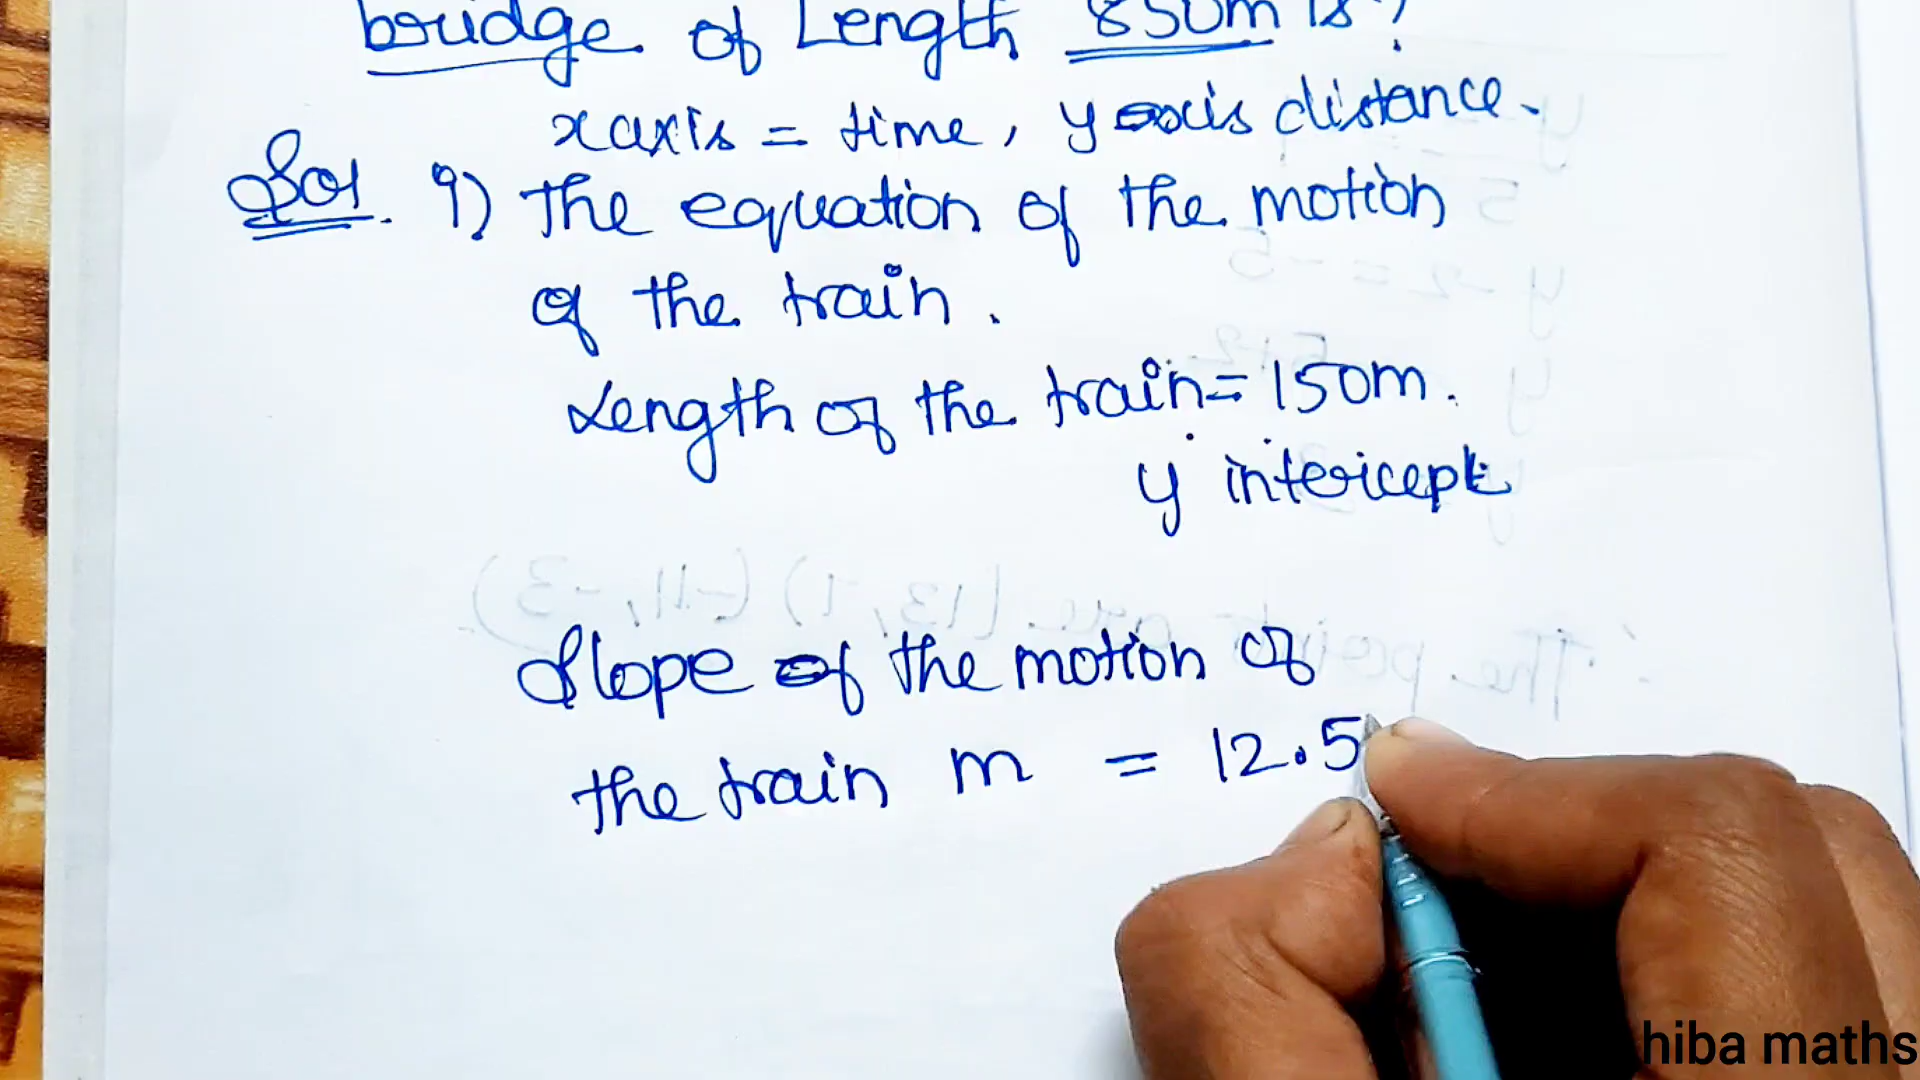 bridge of Length 850m is?
x axis = time, y axis distance.
Sol. i) The equation of the motion
of the train.
Length of the train = 150m.
y intercept
Slope of the motion of
the train m = 12.5
hiba maths